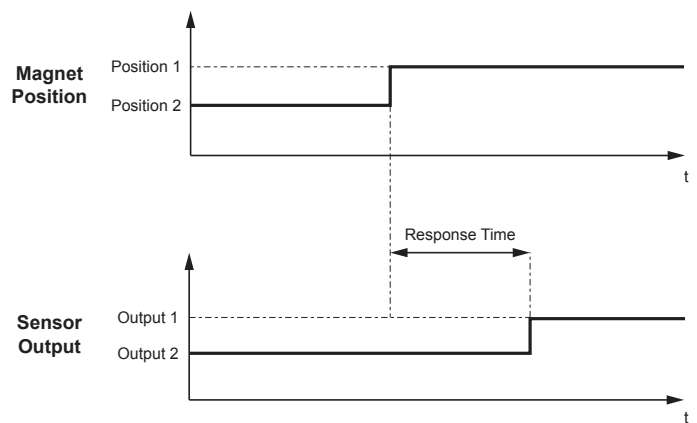 Magnet
Position
Position 1
Position 2
t
Response Time
Sensor
Output
Output 1
Output 2
t